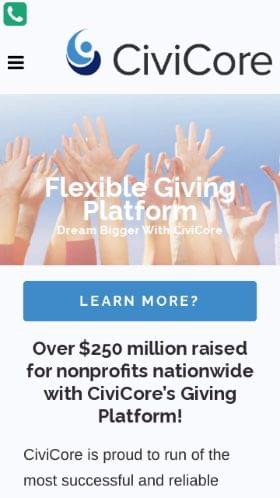 CiviCore
Flexible Giving
Platform
Dream Bigger With CiviCore
LEARN MORE?
Over $250 million raised
for nonprofits nationwide
with CiviCore's Giving
Platform!
CiviCore is proud to run of the
most successful and reliable